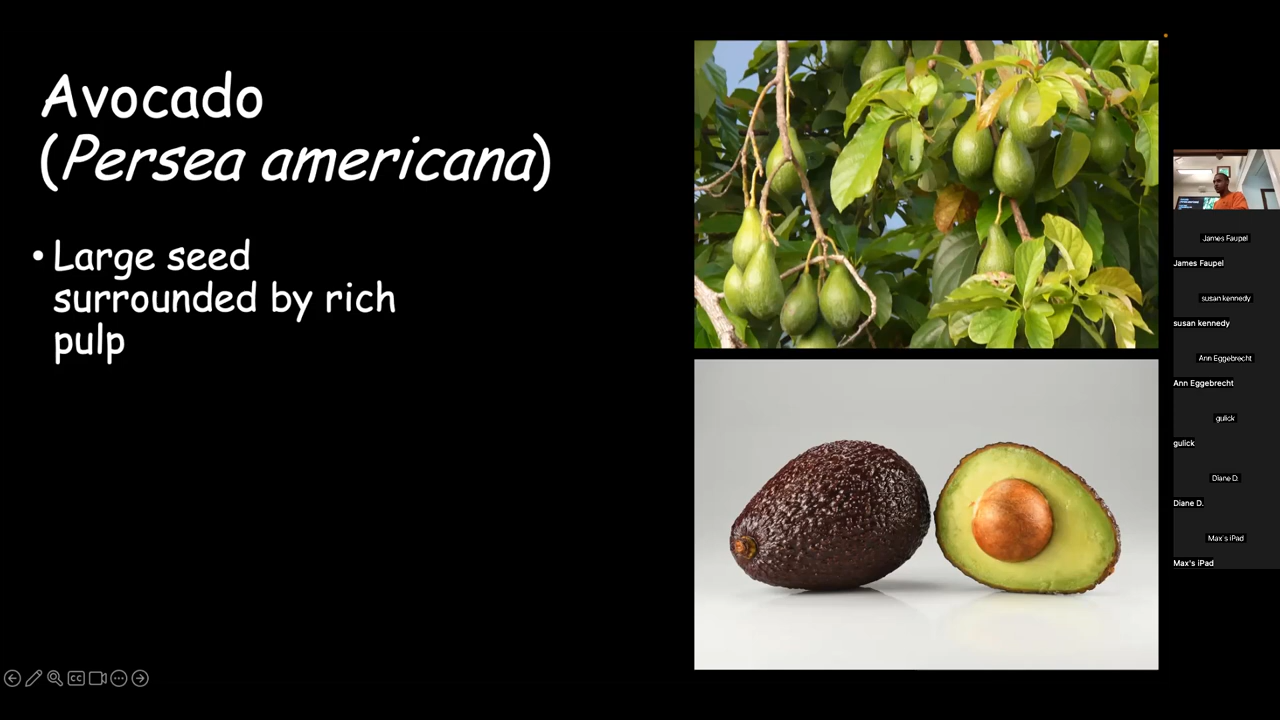 Avocado
(Persea americana)
• Large seed
surrounded by rich
pulp
James Faupel
James Faupel
susan kennedy
susan kennedy
Ann Eggebrecht
Ann Eggebrecht
gulick
gulick
Diane D.
Diane D.
Max's iPad
Max's iPad
CC